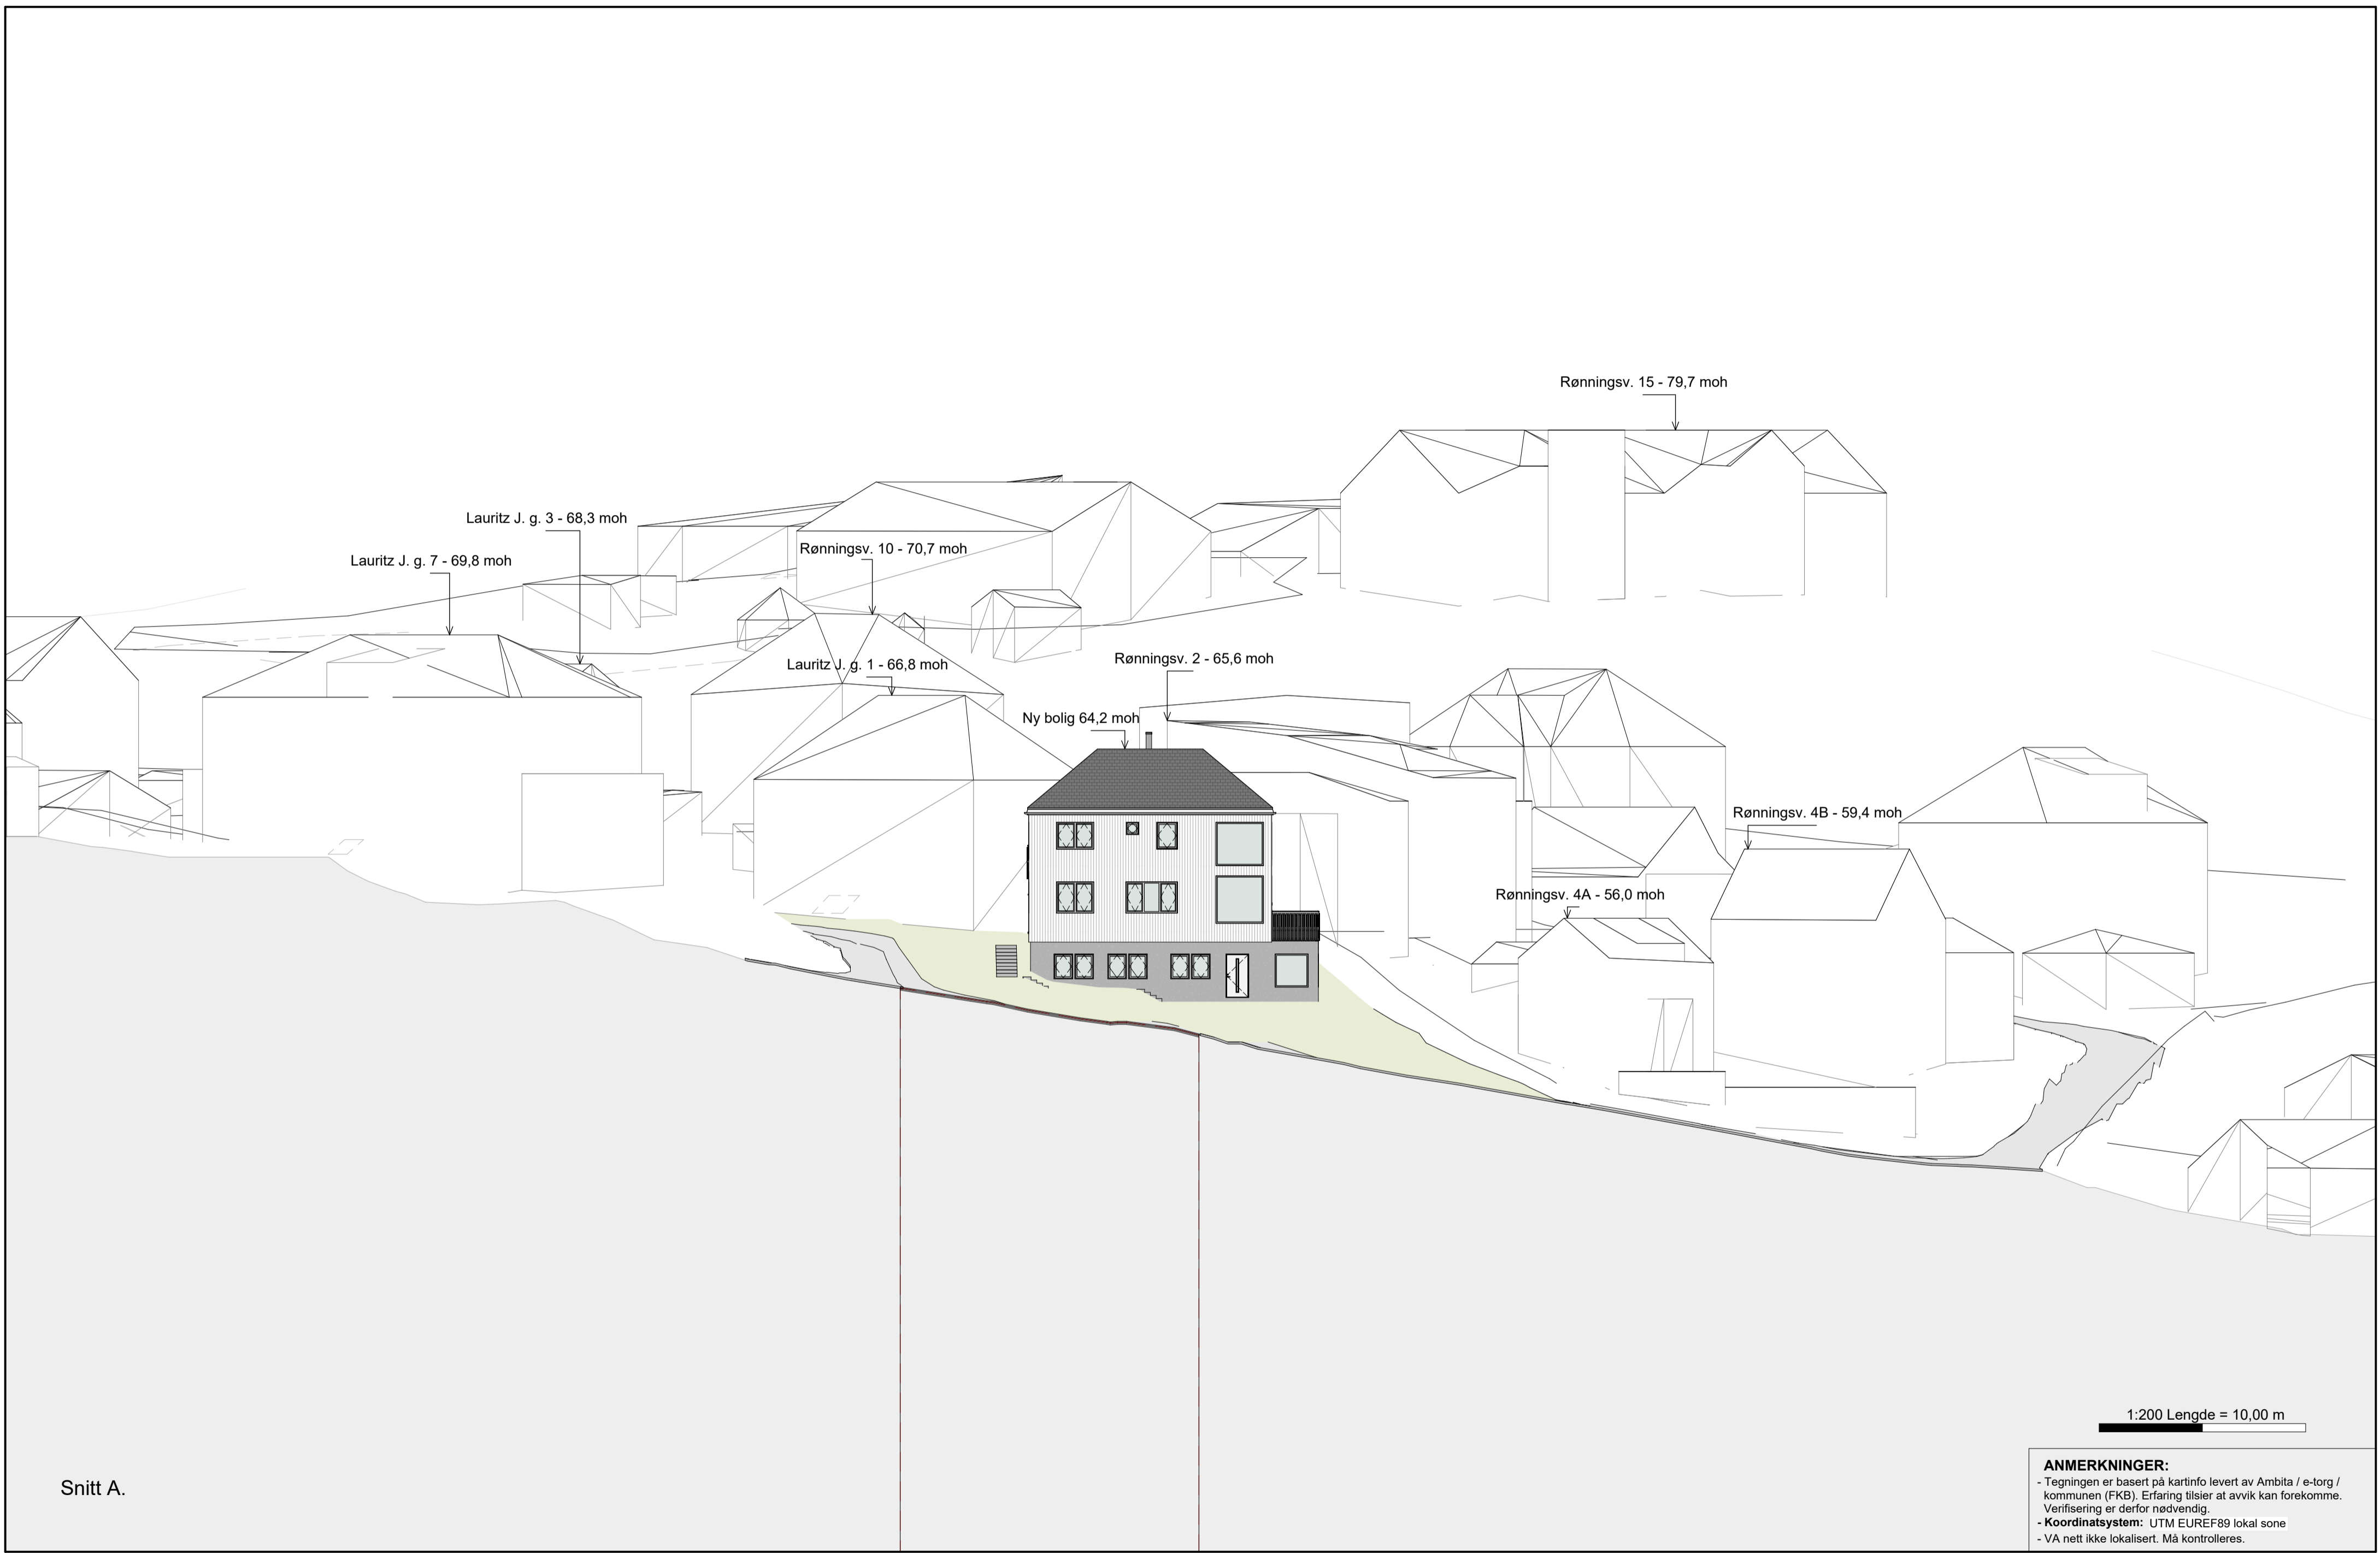 Rønningsv. 15 - 79,7 moh
Lauritz J. g. 3 - 68,3 moh
Rønningsv. 10 - 70,7 moh
Lauritz J. g. 7 - 69,8 moh
Lauritz J. g. 1 - 66,8 moh
Rønningsv. 2 - 65,6 moh
Ny bolig 64,2 moh
Rønningsv. 4B - 59,4 moh
Rønningsv. 4A - 56,0 moh
1:200 Lengde = 10,00 m
Snitt A.
ANMERKNINGER:
- Tegningen er basert på kartinfo levert av Ambita / e-torg /
kommunen (FKB). Erfaring tilsier at avvik kan forekomme.
Verifisering er derfor nødvendig.
- Koordinatsystem: UTM EUREF89 lokal sone
- VA nett ikke lokalisert. Må kontrolleres.